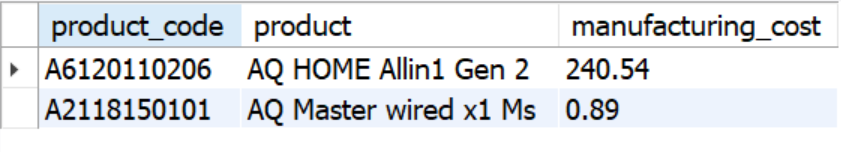 product_code product manufacturing_cost
A6120110206 AQ HOME Allin1 Gen 2 240.54
A2118150101 AQ Master wired x1 Ms 0.89